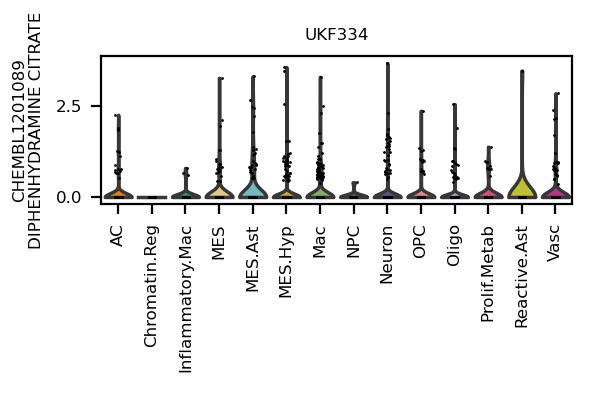 UKF334
CHEMBL1201089
DIPHENHYDRAMINE CITRATE
2.5
0.0
AC
Chromatin.Reg
Inflammatory.Mac
MES
MES.Ast
MES.Hyp
Mac
NPC
Neuron
OPC
Oligo
Prolif.Metab
Reactive.Ast
Vasc